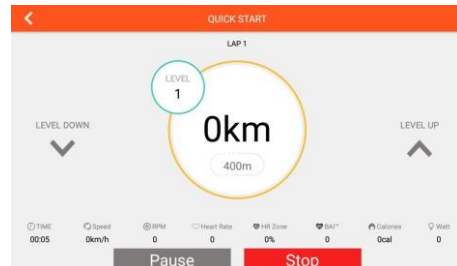 QUICK START
LAP 1
LEVEL
1
LEVEL DOWN
0km
LEVEL UP
400m
TIME Speed RPM Heart Rate HR Zone BAI™ Calories Watt
00:05 0km/h 0 0 0% 0 0cal 0
Pause Stop